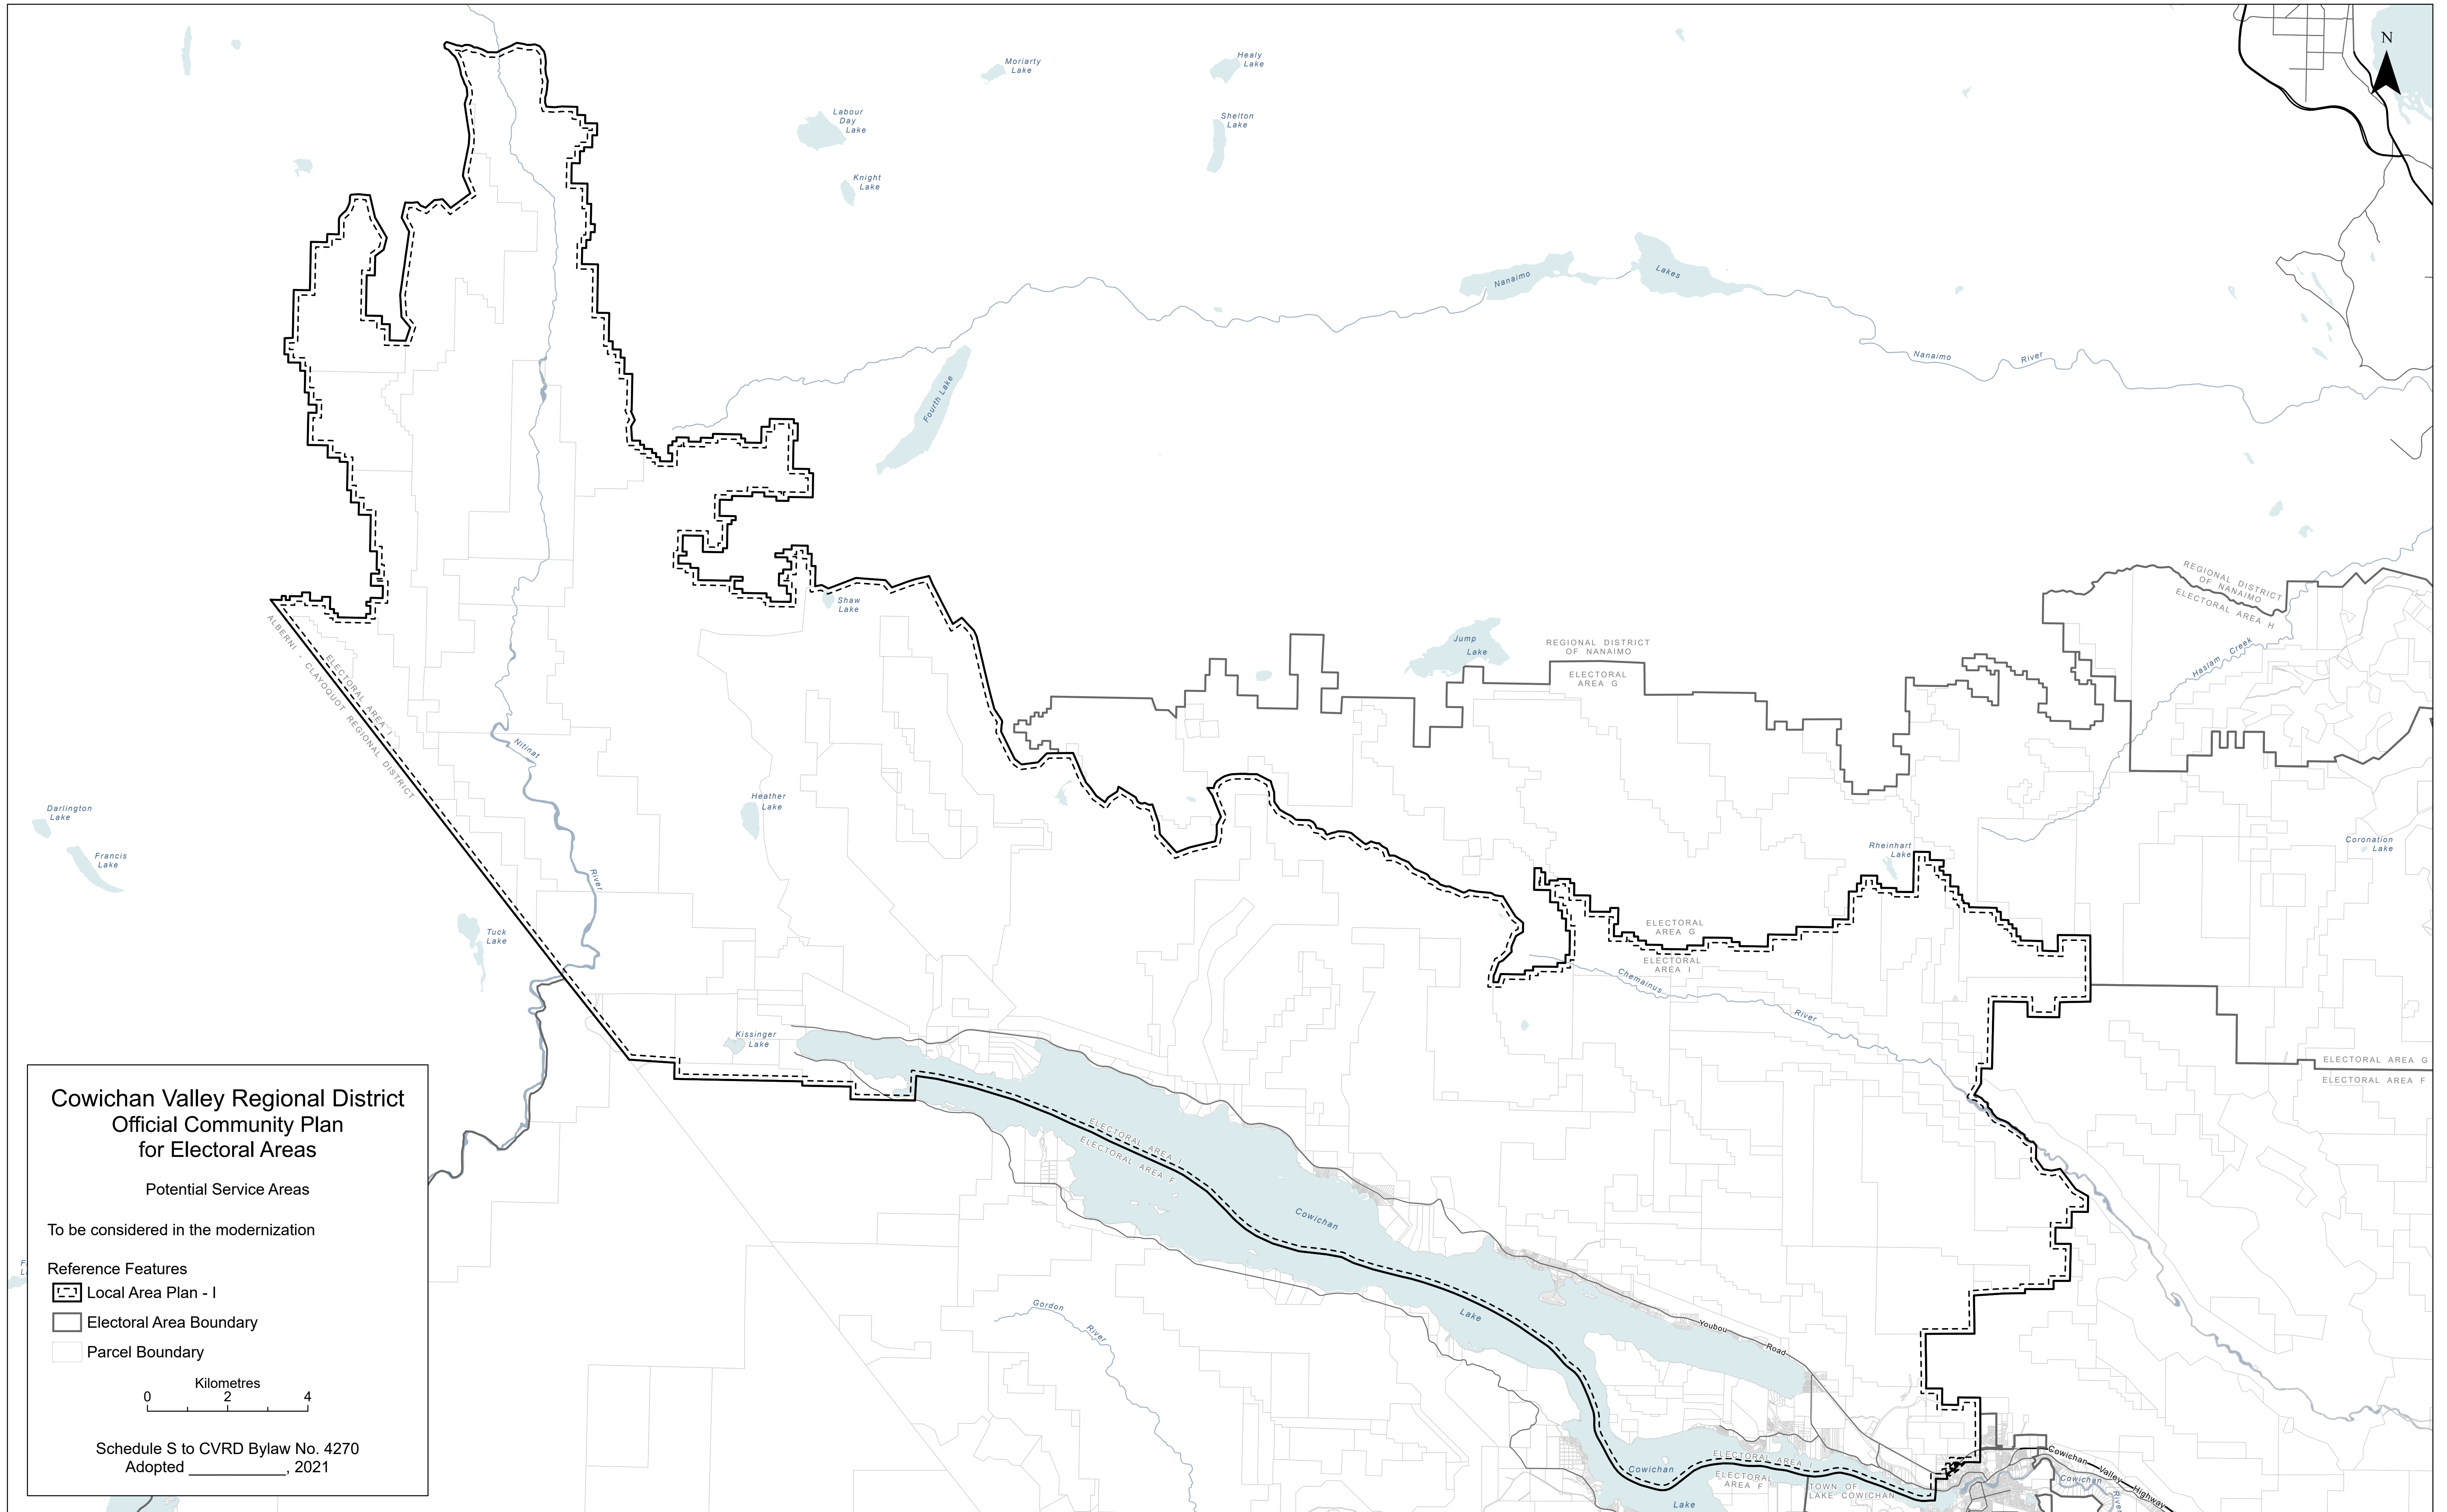 N
Moriarty
Lake
Healy
Lake
Labour
Day
Lake
Shelton
Lake
Knight
Lake
Nanaimo
Lakes
Nanaimo
River
Fourth Lake
Shaw
Lake
Jump
Lake
REGIONAL DISTRICT
OF NANAIMO
ELECTORAL
AREA G
REGIONAL DISTRICT
OF NANAIMO
ELECTORAL AREA H
Haslam Creek
ELECTORAL AREA I
ALBERNI - CLAYOQUOT REGIONAL DISTRICT
Nitinat
River
Heather
Lake
Darlington
Lake
Francis
Lake
Tuck
Lake
Rheinhart
Lake
Coronation
Lake
ELECTORAL
AREA G
ELECTORAL
AREA I
Chemainus
River
Kissinger
Lake
ELECTORAL AREA G
ELECTORAL AREA F
ELECTORAL AREA I
ELECTORAL AREA F
Cowichan
Lake
Gordon
River
Youbou
Road
Cowichan
Lake
ELECTORAL AREA I
ELECTORAL
AREA F
TOWN OF
LAKE COWICHAN
Cowichan
Valley
Highway
Cowichan
River
Cowichan Valley Regional District
Official Community Plan
for Electoral Areas
Potential Service Areas
To be considered in the modernization
Reference Features
Local Area Plan - I
Electoral Area Boundary
Parcel Boundary
Kilometres
0 2 4
Schedule S to CVRD Bylaw No. 4270
Adopted ____________, 2021